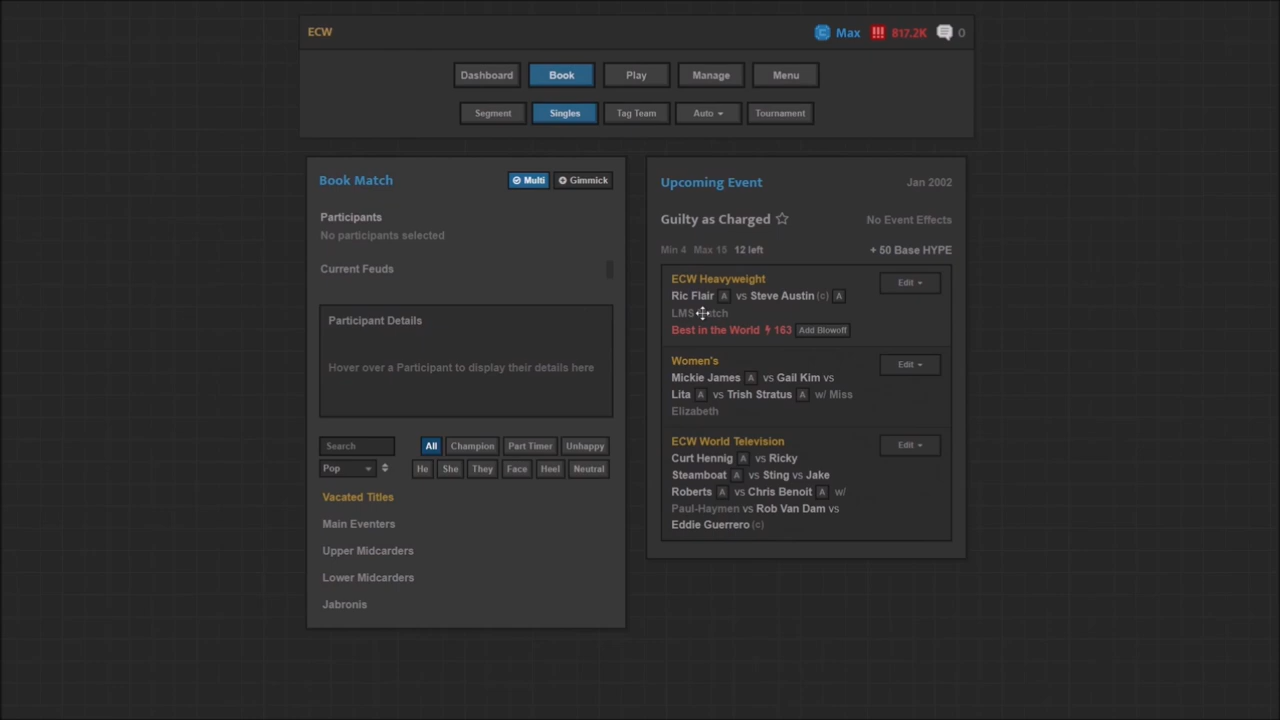 ECW
Max
817.2K
0
Dashboard
Book
Play
Manage
Menu
Segment
Singles
Tag Team
Auto
Tournament
Book Match
Multi
Gimmick
Participants
No participants selected
Current Feuds
Participant Details
Hover over a Participant to display their details here
Search
All
Champion
Part Timer
Unhappy
Pop
He
She
They
Face
Heel
Neutral
Vacated Titles
Main Eventers
Upper Midcarders
Lower Midcarders
Jabronis
Upcoming Event
Jan 2002
Guilty as Charged
No Event Effects
Min 4 Max 15 12 left
+ 50 Base HYPE
ECW Heavyweight
Edit
Ric Flair A vs Steve Austin (c) A
LMS
Best in the World 163 Add Blowoff
Women's
Edit
Mickie James A vs Gail Kim vs
Lita A vs Trish Stratus A w/ Miss
Elizabeth
ECW World Television
Edit
Curt Hennig A vs Ricky
Steamboat A vs Sting vs Jake
Roberts A vs Chris Benoit A w/
Paul-Haymen vs Rob Van Dam vs
Eddie Guerrero (c)